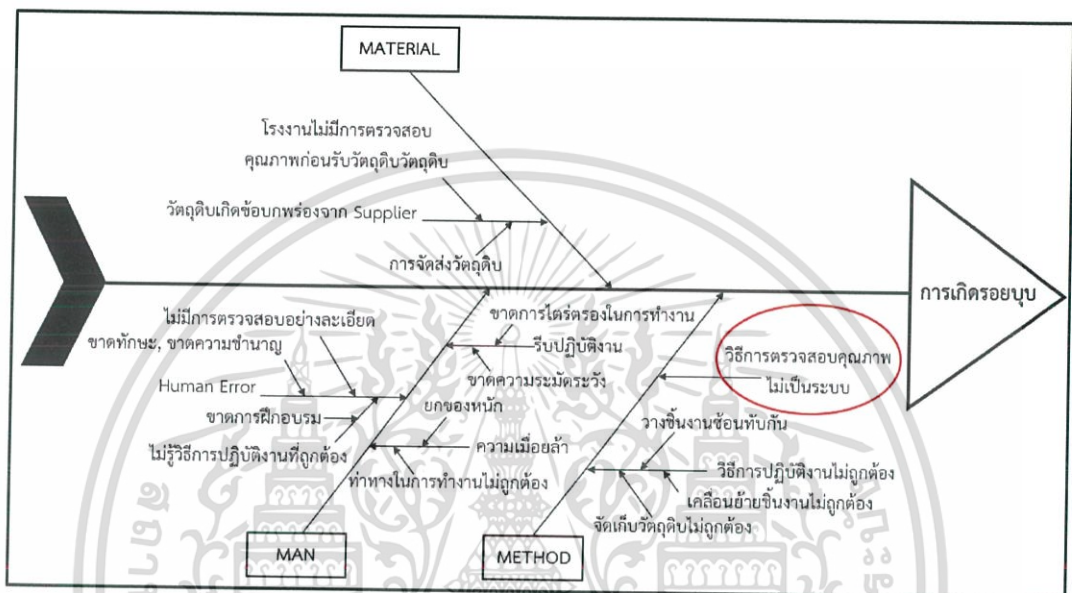 MATERIAL
โรงงานไม่มีการตรวจสอบ
คุณภาพก่อนรับวัตถุดิบวัตถุดิบ
วัตถุดิบเกิดข้อบกพร่องจาก Supplier
การจัดส่งวัตถุดิบ
การเกิดรอยบุบ
ไม่มีการตรวจสอบอย่างละเอียด
ขาดทักษะ, ขาดความชำนาญ
Human Error
ขาดการฝึกอบรม
ไม่รู้วิธีการปฏิบัติงานที่ถูกต้อง
ขาดการไตร่ตรองในการทำงาน
รีบปฏิบัติงาน
ขาดความระมัดระวัง
ยกของหนัก
ความเมื่อยล้า
ท่าทางในการทำงานไม่ถูกต้อง
MAN
วิธีการตรวจสอบคุณภาพ
ไม่เป็นระบบ
วางชิ้นงานซ้อนทับกัน
วิธีการปฏิบัติงานไม่ถูกต้อง
เคลื่อนย้ายชิ้นงานไม่ถูกต้อง
จัดเก็บวัตถุดิบไม่ถูกต้อง
METHOD